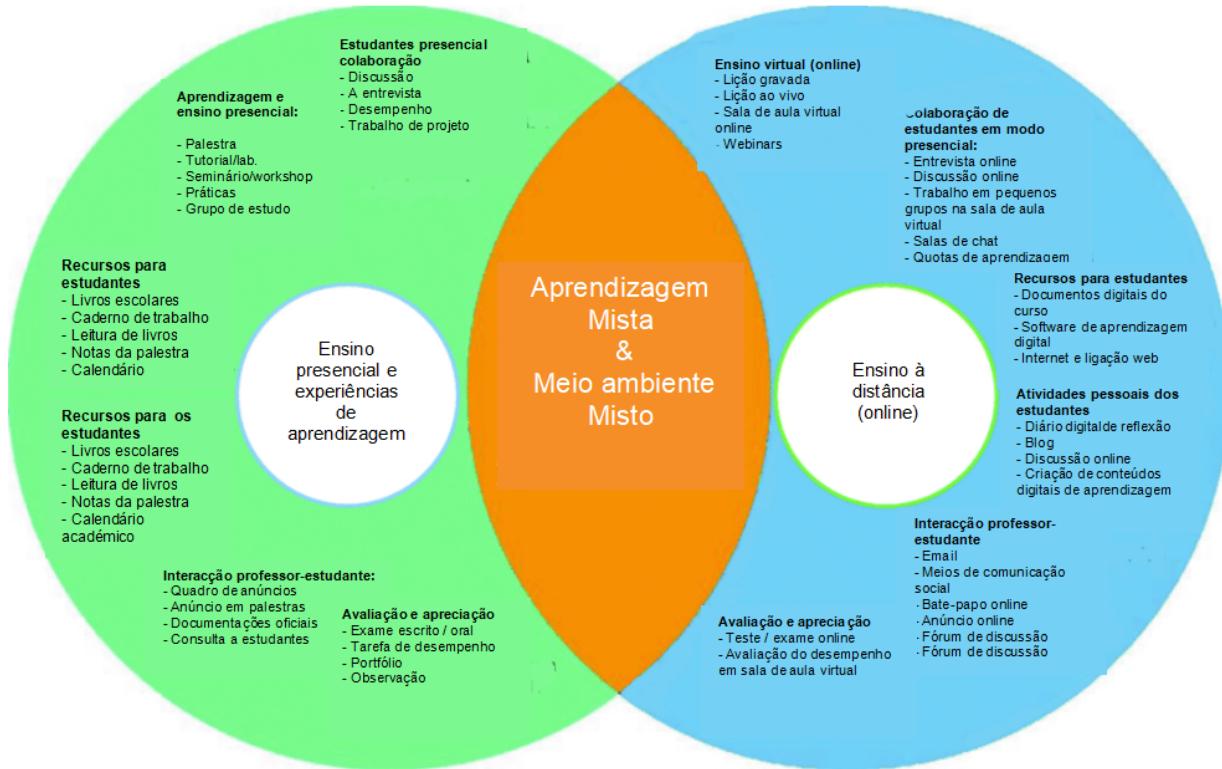 Estudantes presencial
colaboração
- Discussão
- A entrevista
- Desempenho
- Trabalho de projeto
Aprendizagem e
ensino presencial:
- Palestra
- Tutorial/lab.
- Seminário/workshop
- Práticas
- Grupo de estudo
Recursos para
estudantes
- Livros escolares
- Caderno de trabalho
- Leitura de livros
- Notas da palestra
- Calendário
Recursos para os
estudantes
- Livros escolares
- Caderno de trabalho
- Leitura de livros
- Notas da palestra
- Calendário
académico
Interacção professor-estudante:
- Quadro de anúncios
- Anúncio em palestras
- Documentações oficiais
- Consulta a estudantes
Avaliação e apreciação
- Exame escrito / oral
- Tarefa de desempenho
- Portfólio
- Observação
Ensino
presencial e
experiências
de
aprendizagem
Aprendizagem
Mista
&
Meio ambiente
Misto
Ensino virtual (online)
- Lição gravada
- Lição ao vivo
- Sala de aula virtual
online
- Webinars
Colaboração de
estudantes em modo
presencial:
- Entrevista online
- Discussão online
- Trabalho em pequenos
grupos na sala de aula
virtual
- Salas de chat
- Quotas de aprendizagem
Ensino à
distância
(online)
Recursos para estudantes
- Documentos digitais do
curso
- Software de aprendizagem
digital
- Internet e ligação web
Atividades pessoais dos
estudantes
- Diário digitalde reflexão
- Blog
- Discussão online
- Criação de conteúdos
digitais de aprendizagem
Interacção professor-
estudante
- Email
- Meios de comunicação
social
· Bate-papo online
· Anúncio online
· Fórum de discussão
· Fórum de discussão
Avaliação e apreciação
- Teste / exame online
- Avaliação do desempenho
em sala de aula virtual